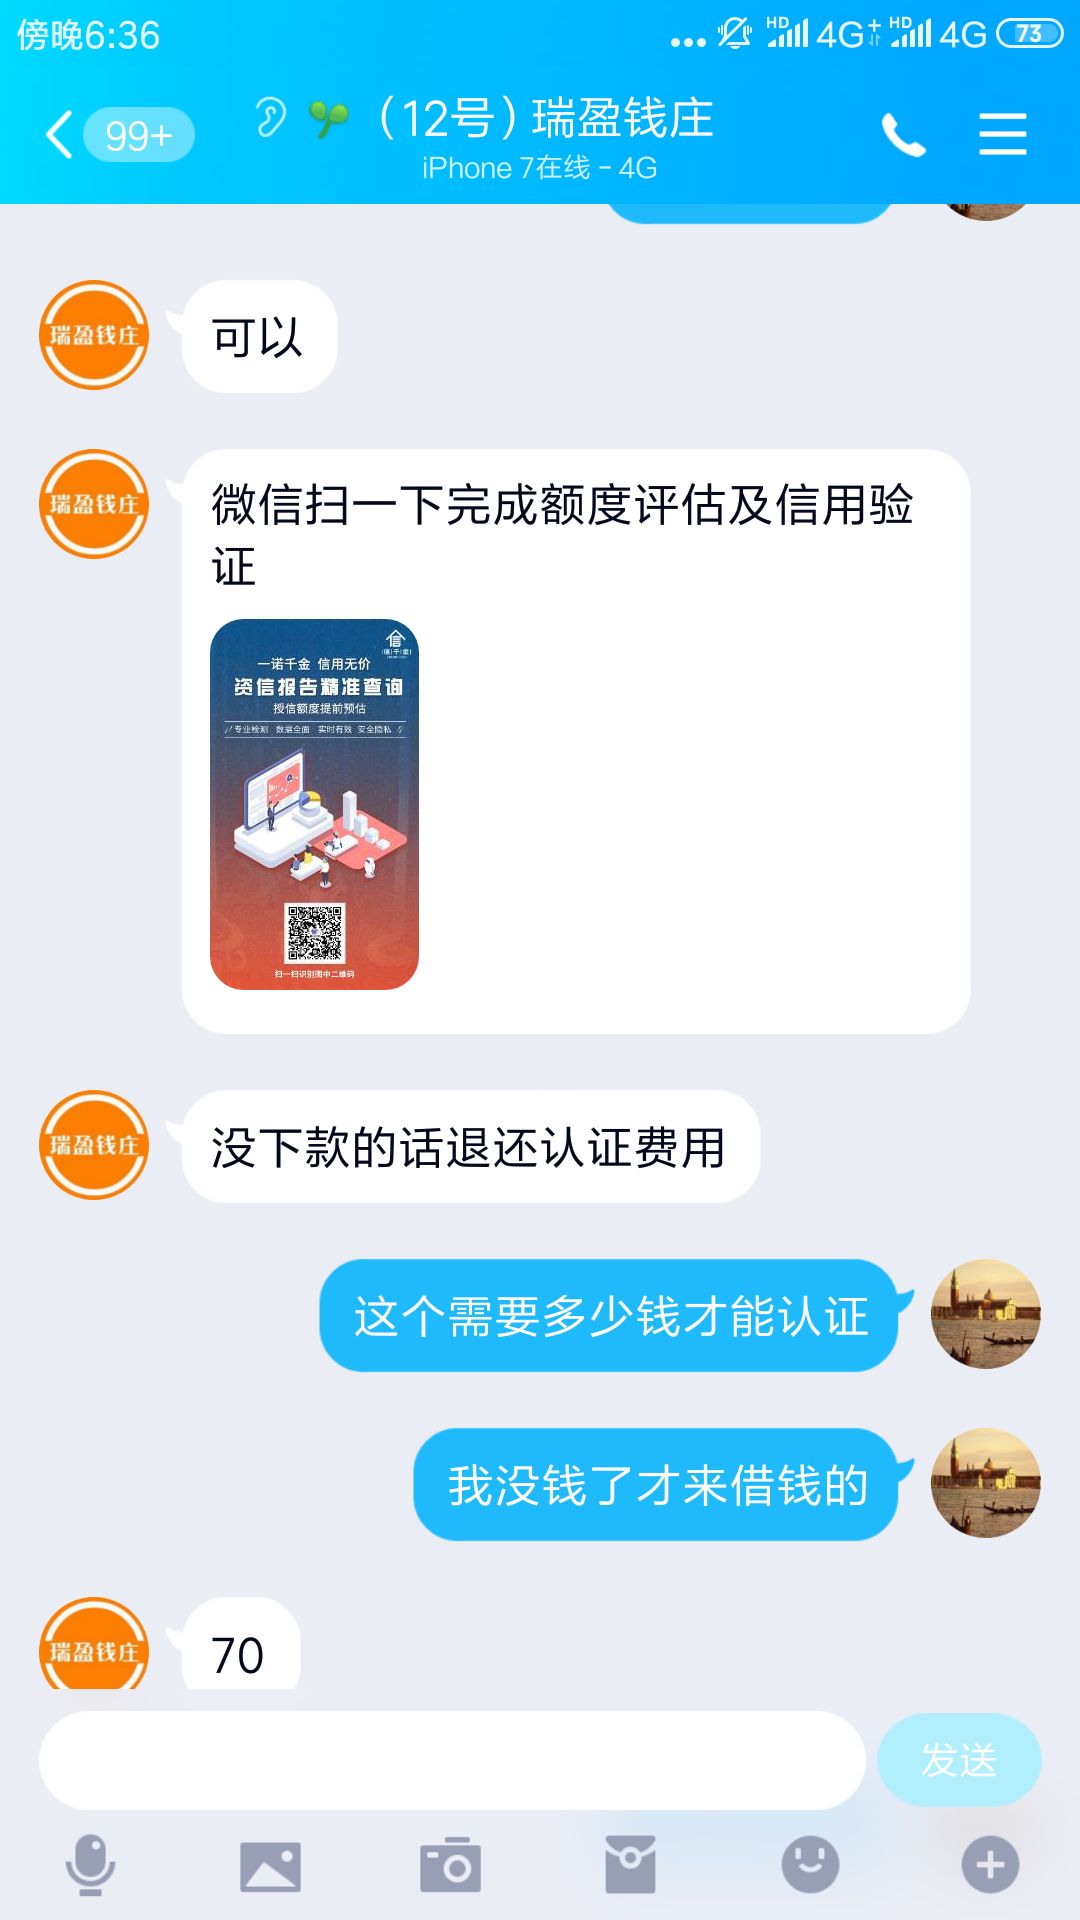 傍晚6:36
HD 4G HD 4G 73
99+
（12号）瑞盈钱庄
iPhone 7在线 - 4G
瑞盈钱庄
可以
瑞盈钱庄
微信扫一下完成额度评估及信用验
证
信
一诺千金 信用无价
资信报告精准查询
授信额度提前预估
专业检测 数据全面 实时有效 安全隐私
扫一扫识别图中二维码
瑞盈钱庄
没下款的话退还认证费用
这个需要多少钱才能认证
我没钱了才来借钱的
瑞盈钱庄
70
发送